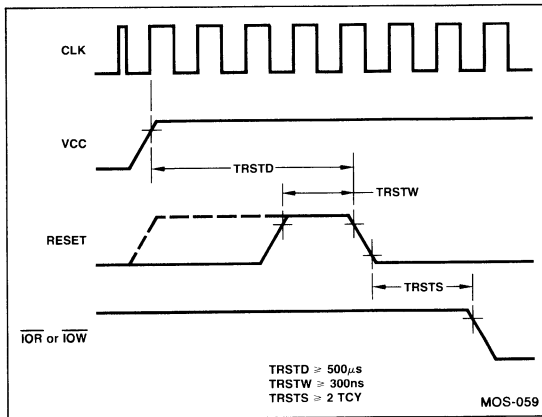 CLK
VCC
TRSTD
TRSTW
RESET
TRSTS
IOR or IOW
TRSTD ≥ 500μs
TRSTW ≥ 300ns
TRSTS ≥ 2 TCY
MOS-059